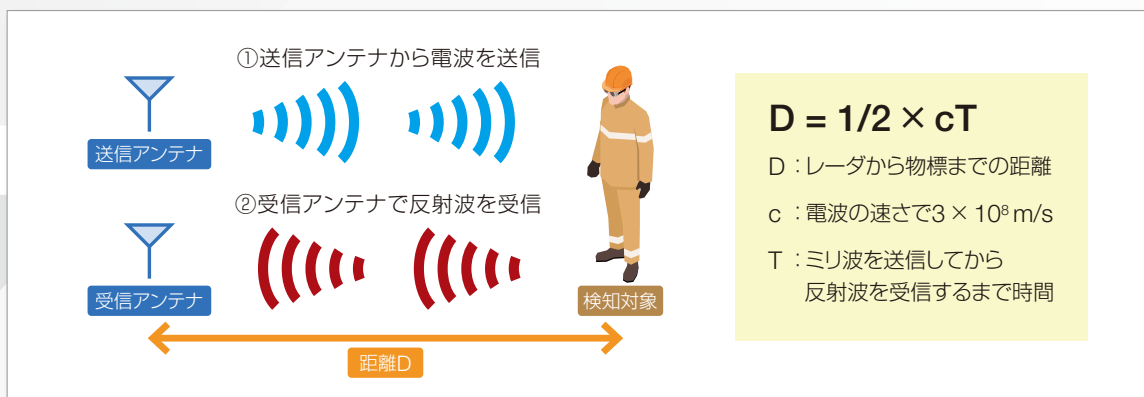 ①送信アンテナから電波を送信
送信アンテナ
②受信アンテナで反射波を受信
受信アンテナ
検知対象
距離D
D = 1/2 × cT
D：レーダから物標までの距離
c：電波の速さで3 × 10⁸ m/s
T：ミリ波を送信してから
反射波を受信するまで時間